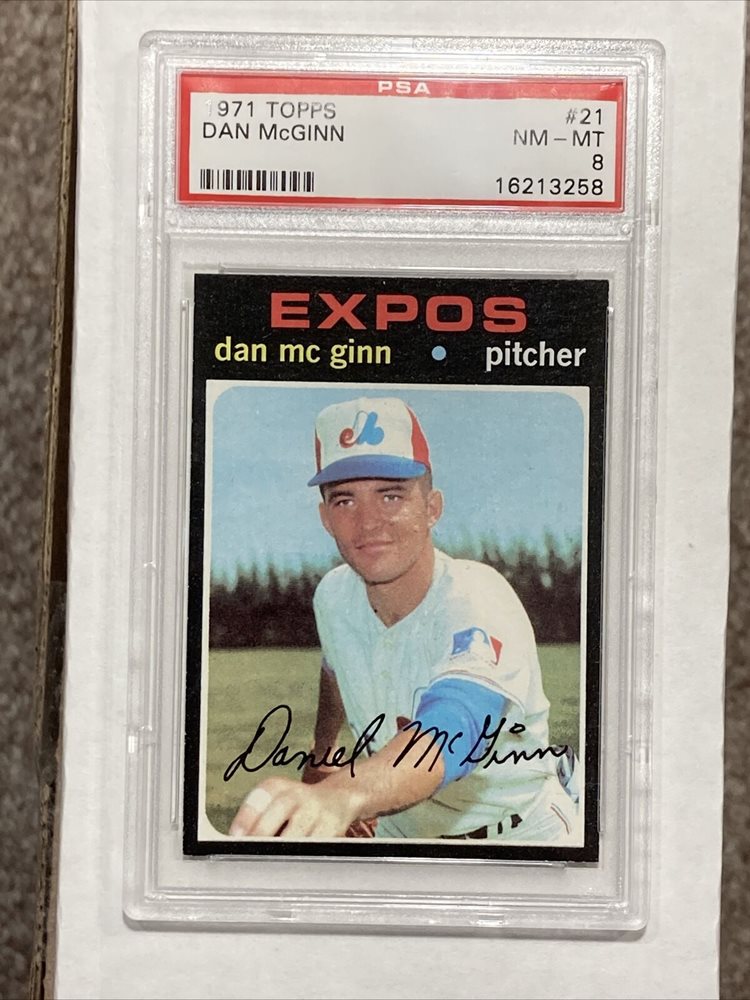 PSA
1971 TOPPS #21
DAN McGINN NM - MT
8
16213258
EXPOS
dan mc ginn • pitcher
Daniel McGinn